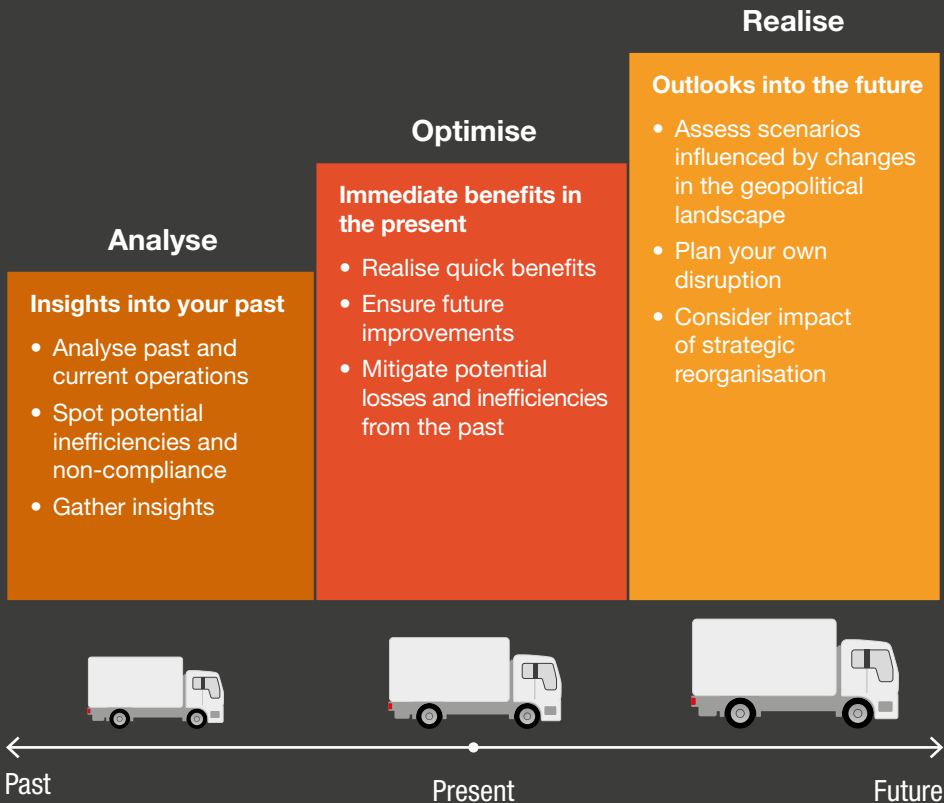 Analyse
Insights into your past
• Analyse past and
current operations
• Spot potential
inefficiencies and
non-compliance
• Gather insights
Optimise
Immediate benefits in
the present
• Realise quick benefits
• Ensure future
improvements
• Mitigate potential
losses and inefficiencies
from the past
Realise
Outlooks into the future
• Assess scenarios
influenced by changes
in the geopolitical
landscape
• Plan your own
disruption
• Consider impact
of strategic
reorganisation
Past
Present
Future